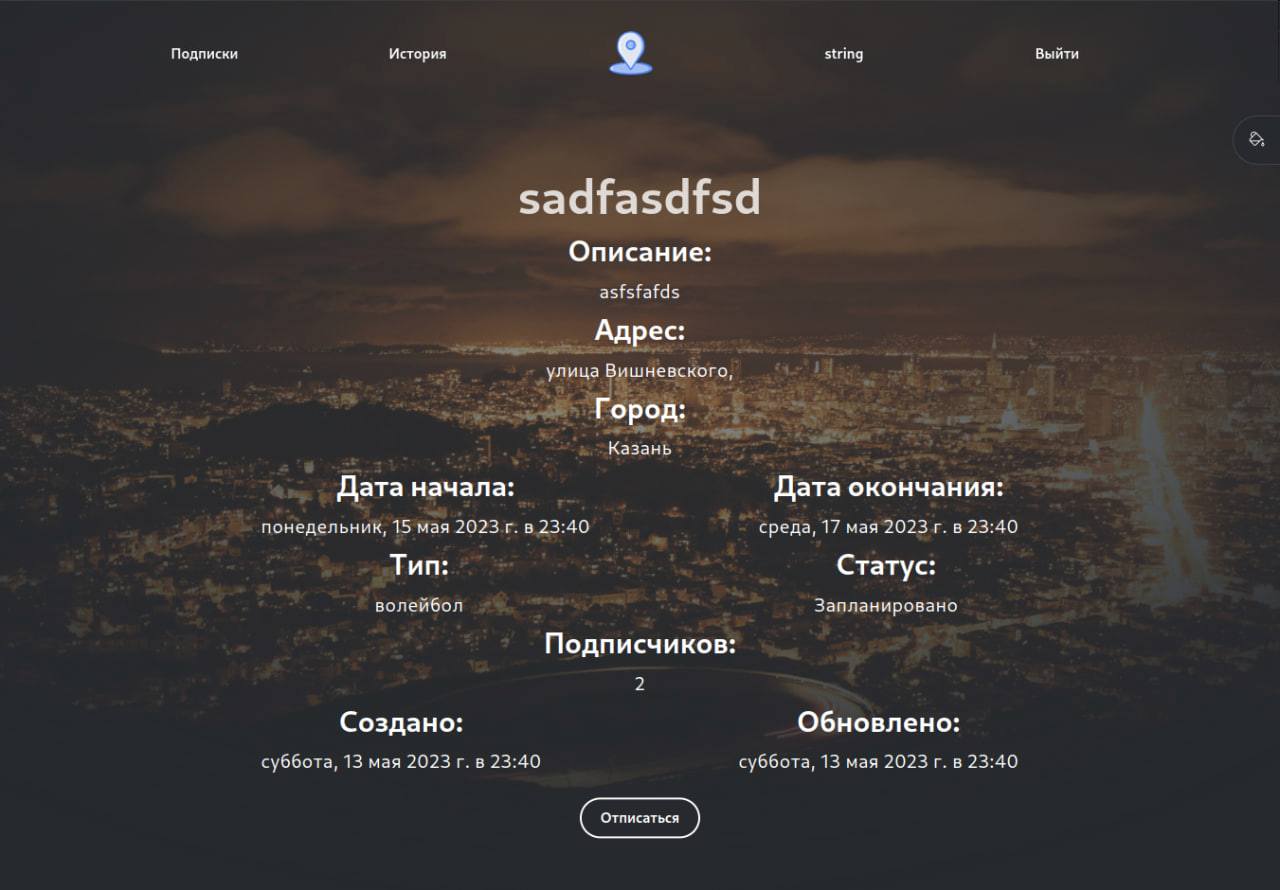 Подписки
История
string
Выйти
sadfasdfsd
Описание:
asfsfafds
Адрес:
улица Вишневского,
Город:
Казань
Дата начала:
Дата окончания:
понедельник, 15 мая 2023 г. в 23:40
среда, 17 мая 2023 г. в 23:40
Тип:
Статус:
волейбол
Запланировано
Подписчиков:
2
Создано:
Обновлено:
суббота, 13 мая 2023 г. в 23:40
суббота, 13 мая 2023 г. в 23:40
Отписаться